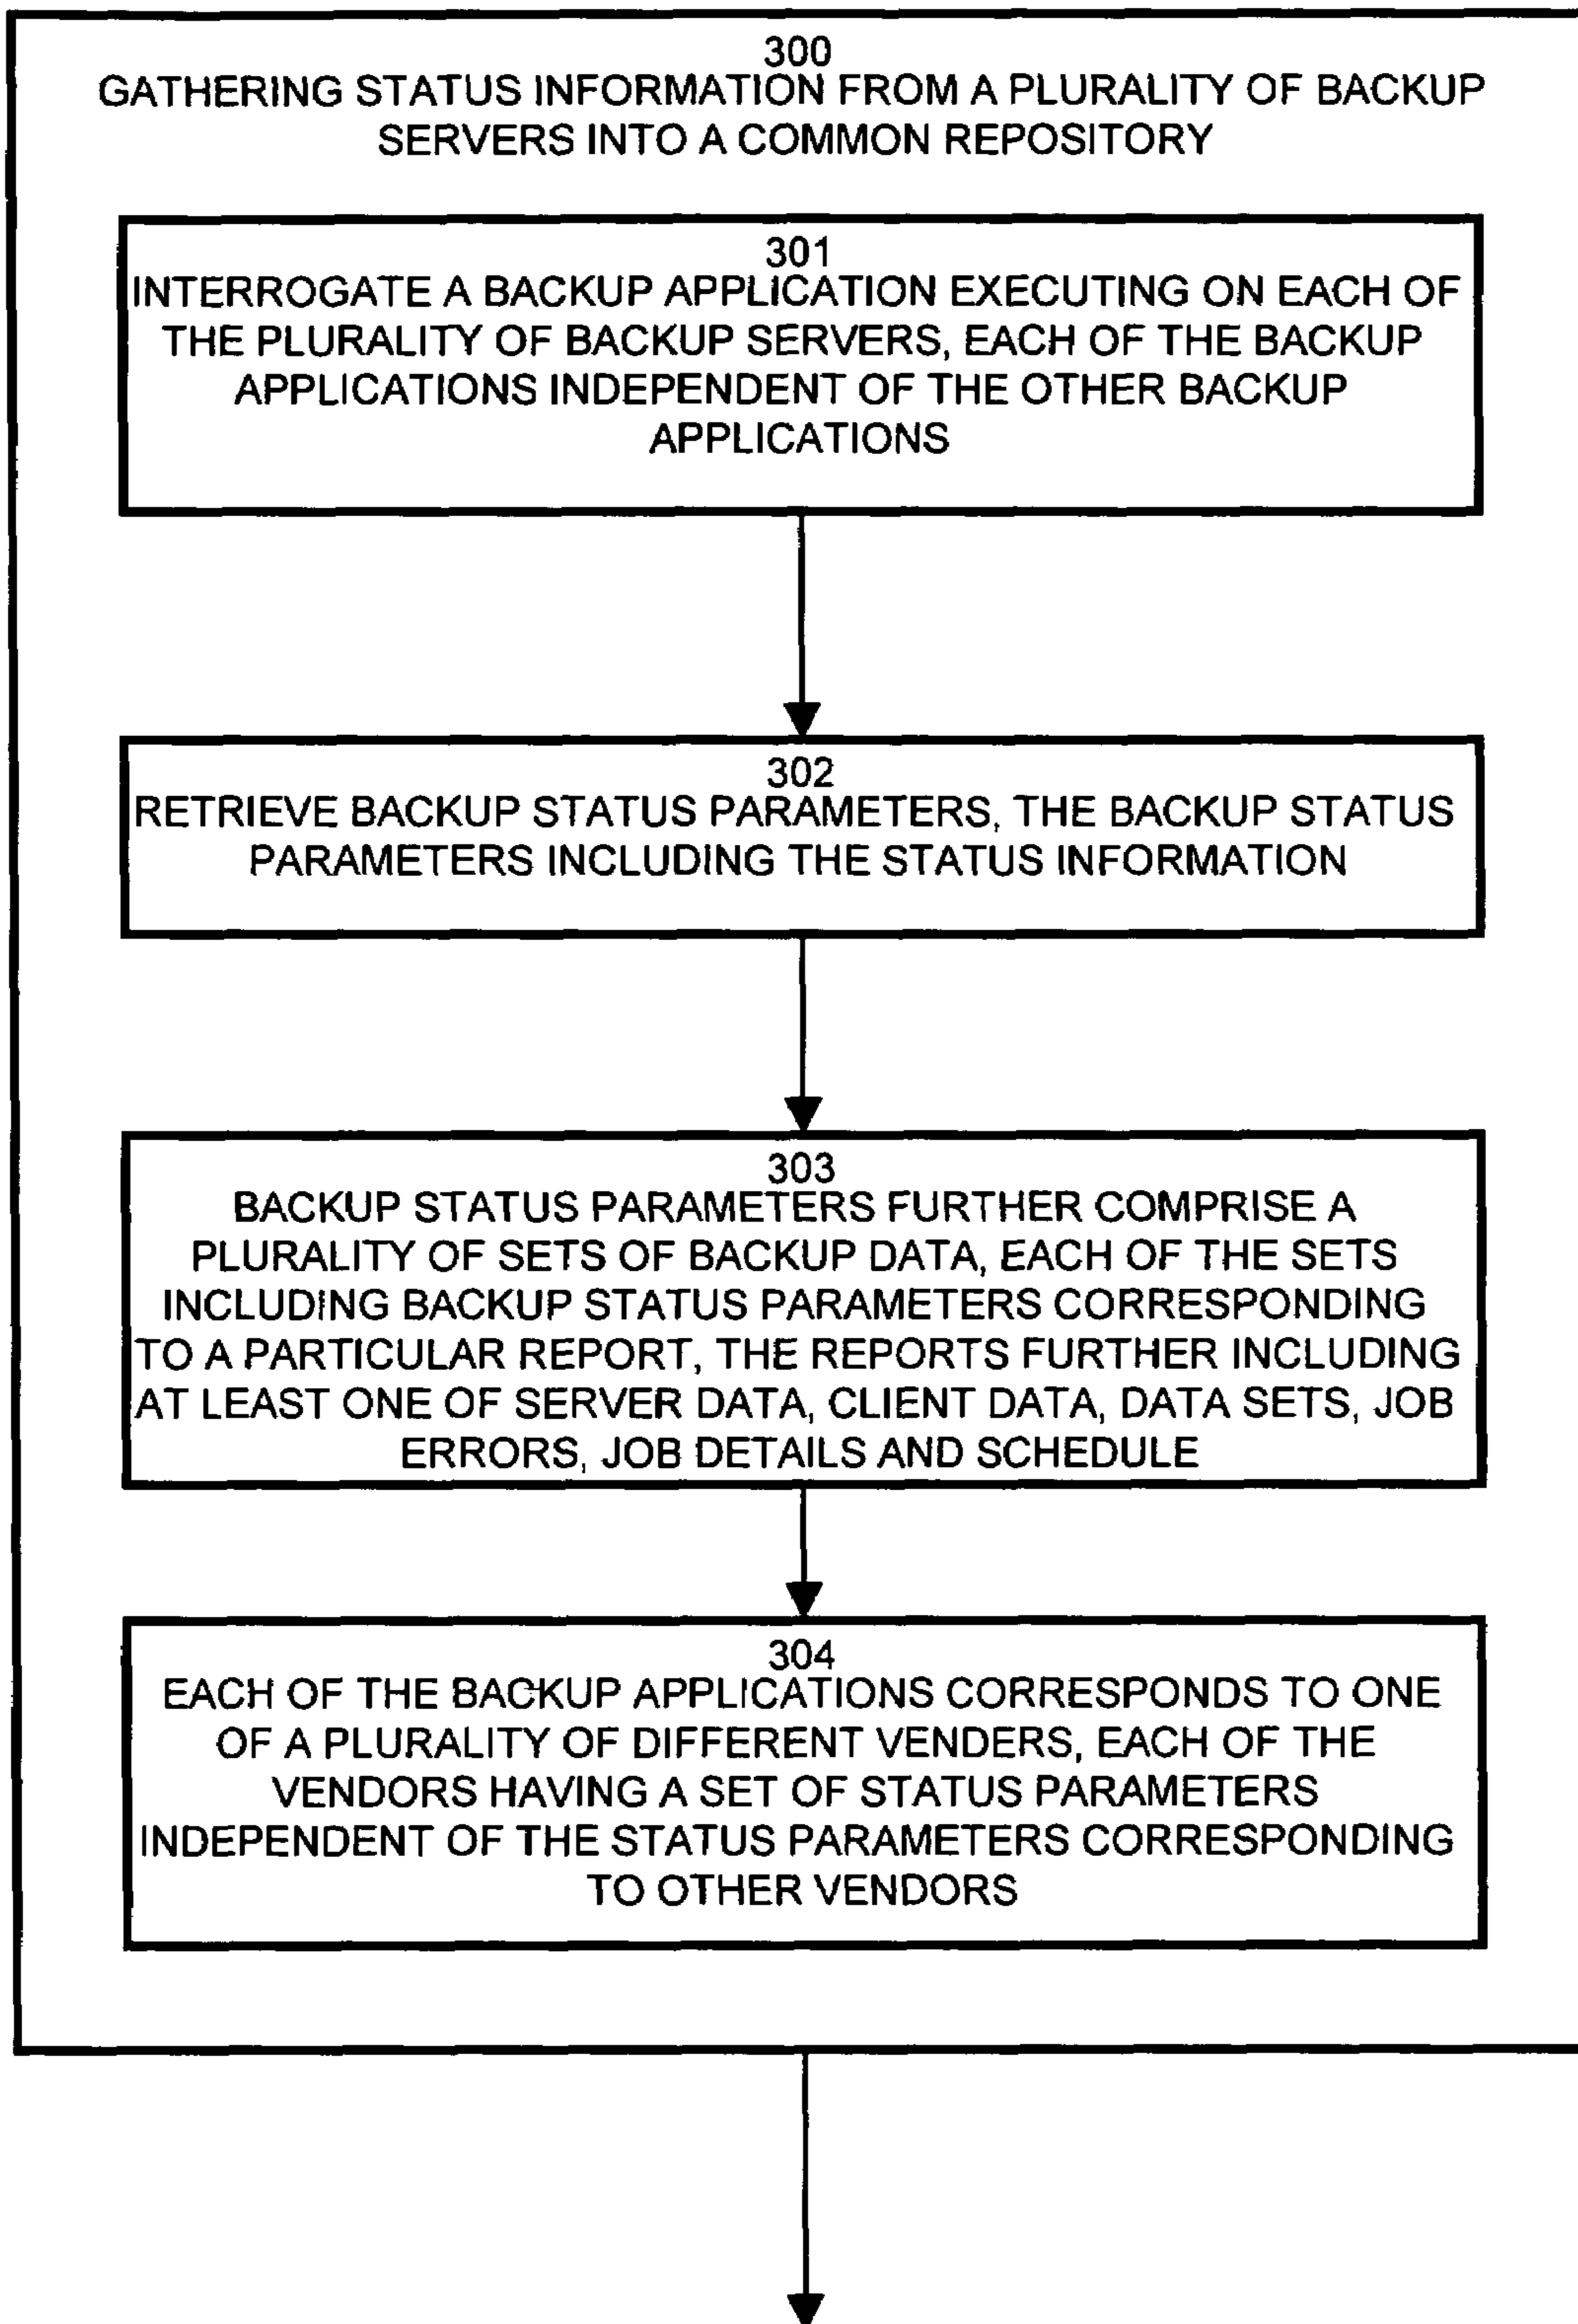 300
GATHERING STATUS INFORMATION FROM A PLURALITY OF BACKUP
SERVERS INTO A COMMON REPOSITORY
301
INTERROGATE A BACKUP APPLICATION EXECUTING ON EACH OF
THE PLURALITY OF BACKUP SERVERS, EACH OF THE BACKUP
APPLICATIONS INDEPENDENT OF THE OTHER BACKUP
APPLICATIONS
302
RETRIEVE BACKUP STATUS PARAMETERS, THE BACKUP STATUS
PARAMETERS INCLUDING THE STATUS INFORMATION
303
BACKUP STATUS PARAMETERS FURTHER COMPRISE A
PLURALITY OF SETS OF BACKUP DATA, EACH OF THE SETS
INCLUDING BACKUP STATUS PARAMETERS CORRESPONDING
TO A PARTICULAR REPORT, THE REPORTS FURTHER INCLUDING
AT LEAST ONE OF SERVER DATA, CLIENT DATA, DATA SETS, JOB
ERRORS, JOB DETAILS AND SCHEDULE
304
EACH OF THE BACKUP APPLICATIONS CORRESPONDS TO ONE
OF A PLURALITY OF DIFFERENT VENDERS, EACH OF THE
VENDORS HAVING A SET OF STATUS PARAMETERS
INDEPENDENT OF THE STATUS PARAMETERS CORRESPONDING
TO OTHER VENDORS